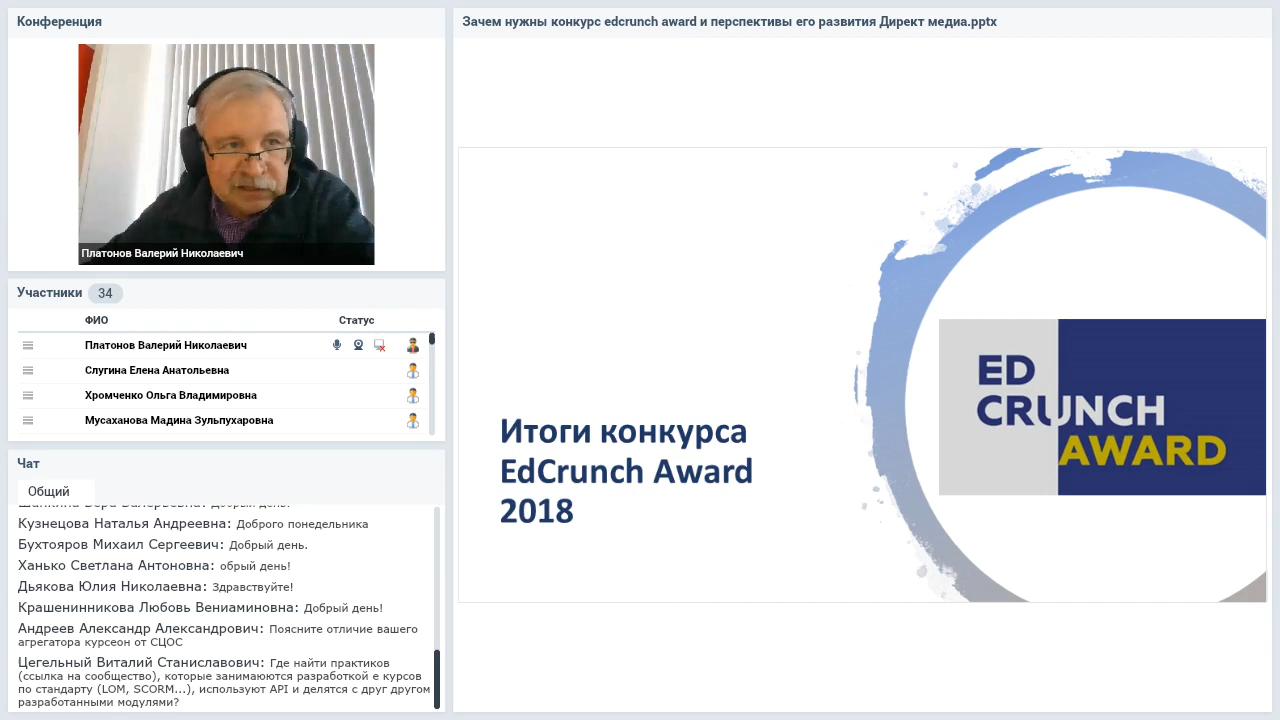 Конференция
Платонов Валерий Николаевич
Участники 34
ФИО Статус
Платонов Валерий Николаевич
Слугина Елена Анатольевна
Хромченко Ольга Владимировна
Мусаханова Мадина Зульпухаровна
Чат
Общий
Кузнецова Наталья Андреевна: Доброго понедельника
Бухтояров Михаил Сергеевич: Добрый день.
Ханько Светлана Антоновна: обрый день!
Дьякова Юлия Николаевна: Здравствуйте!
Крашенинникова Любовь Вениаминовна: Добрый день!
Андреев Александр Александрович: Поясните отличие вашего
агрегатора курсеон от СЦОС
Цегельный Виталий Станиславович: Где найти практиков
(ссылка на сообщество), которые занимаюются разработкой е курсов
по стандарту (LOM, SCORM...), используют API и делятся с друг другом
разработанными модулями?
Зачем нужны конкурс edcrunch award и перспективы его развития Директ медиа.pptx
Итоги конкурса
EdCrunch Award
2018
ED
CRUNCH
AWARD